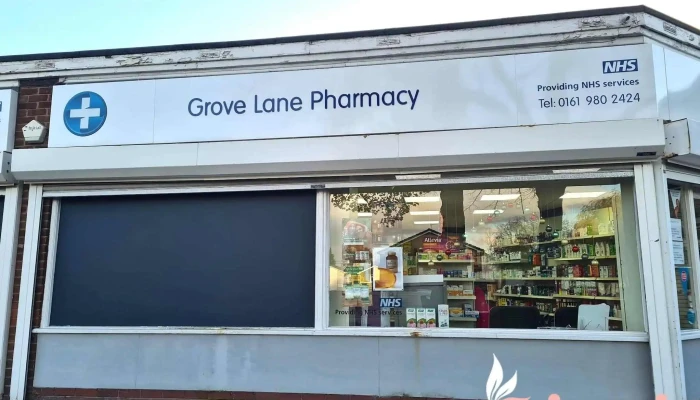 Grove Lane Pharmacy
NHS
Providing NHS services
Tel: 0161 980 2424
NHS
Providing NHS services